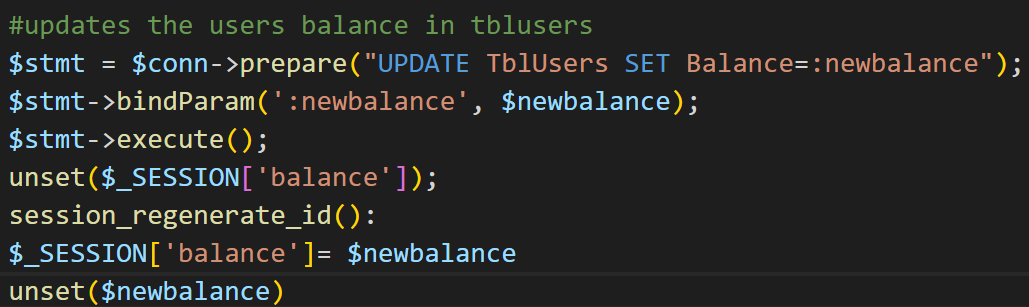 #updates the users balance in tblusers
$stmt = $conn->prepare("UPDATE TblUsers SET Balance=:newbalance");
$stmt->bindParam(':newbalance', $newbalance);
$stmt->execute();
unset($_SESSION['balance']);
session_regenerate_id():
$_SESSION['balance']= $newbalance
unset($newbalance)